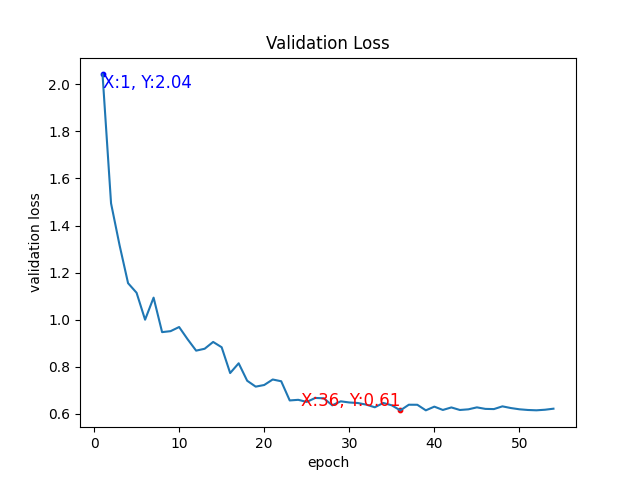 Validation Loss
X:1, Y:2.04
X:36, Y:0.61
validation loss
2.0
1.8
1.6
1.4
1.2
1.0
0.8
0.6
0 10 20 30 40 50
epoch